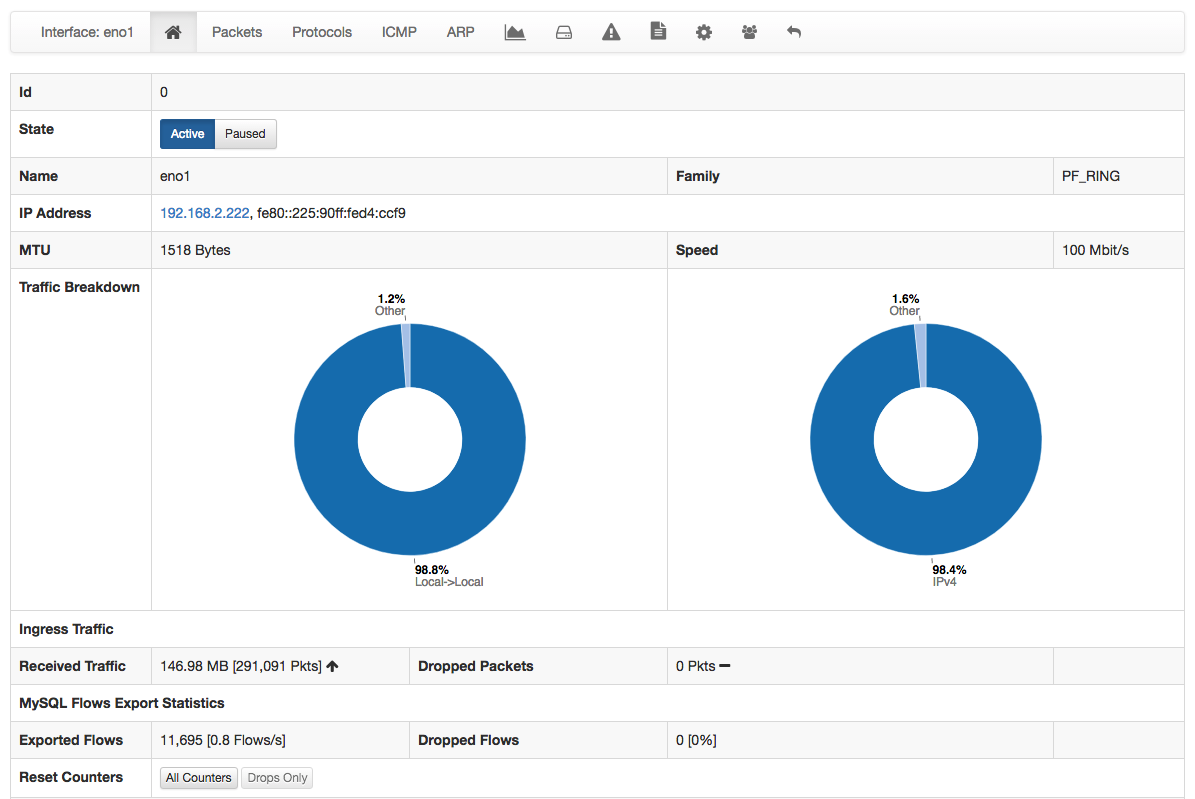 Interface: eno1 Packets Protocols ICMP ARP
Id 0
State Active Paused
Name eno1 Family PF_RING
IP Address 192.168.2.222, fe80::225:90ff:fed4:ccf9
MTU 1518 Bytes Speed 100 Mbit/s
Traffic Breakdown
1.2%
Other
98.8%
Local->Local
1.6%
Other
98.4%
IPv4
Ingress Traffic
Received Traffic 146.98 MB [291,091 Pkts] Dropped Packets 0 Pkts
MySQL Flows Export Statistics
Exported Flows 11,695 [0.8 Flows/s] Dropped Flows 0 [0%]
Reset Counters All Counters Drops Only